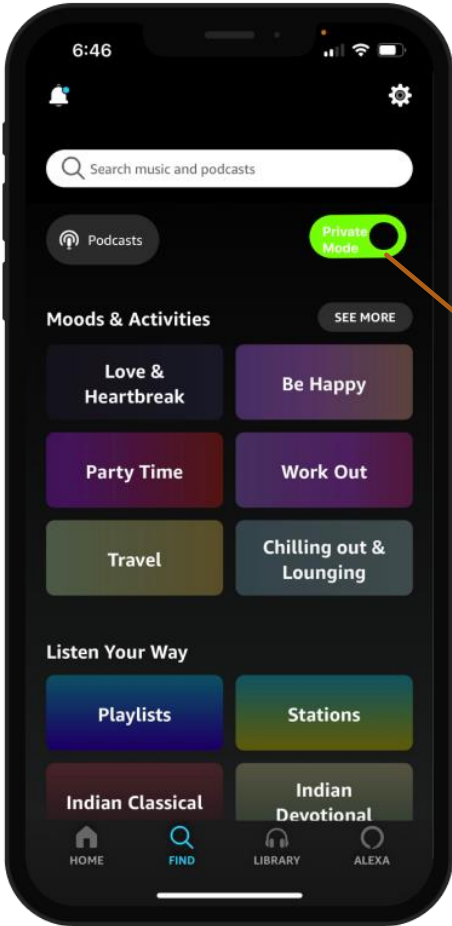 6:46
Search music and podcasts
Podcasts
Private
Mode
Moods & Activities
SEE MORE
Love &
Heartbreak
Be Happy
Party Time
Work Out
Travel
Chilling out &
Lounging
Listen Your Way
Playlists
Stations
Indian Classical
Indian
Devotional
HOME
FIND
LIBRARY
ALEXA